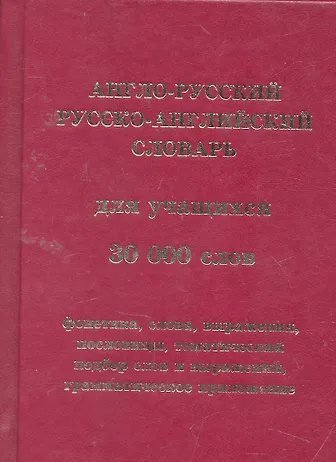 АНГЛО-РУССКИЙ
РУССКО-АНГЛИЙСКИЙ
СЛОВАРЬ
для учащихся
30 000 слов
фонетика, слова, выражения,
пословицы, тематический
подбор слов и выражений,
грамматическое приложение